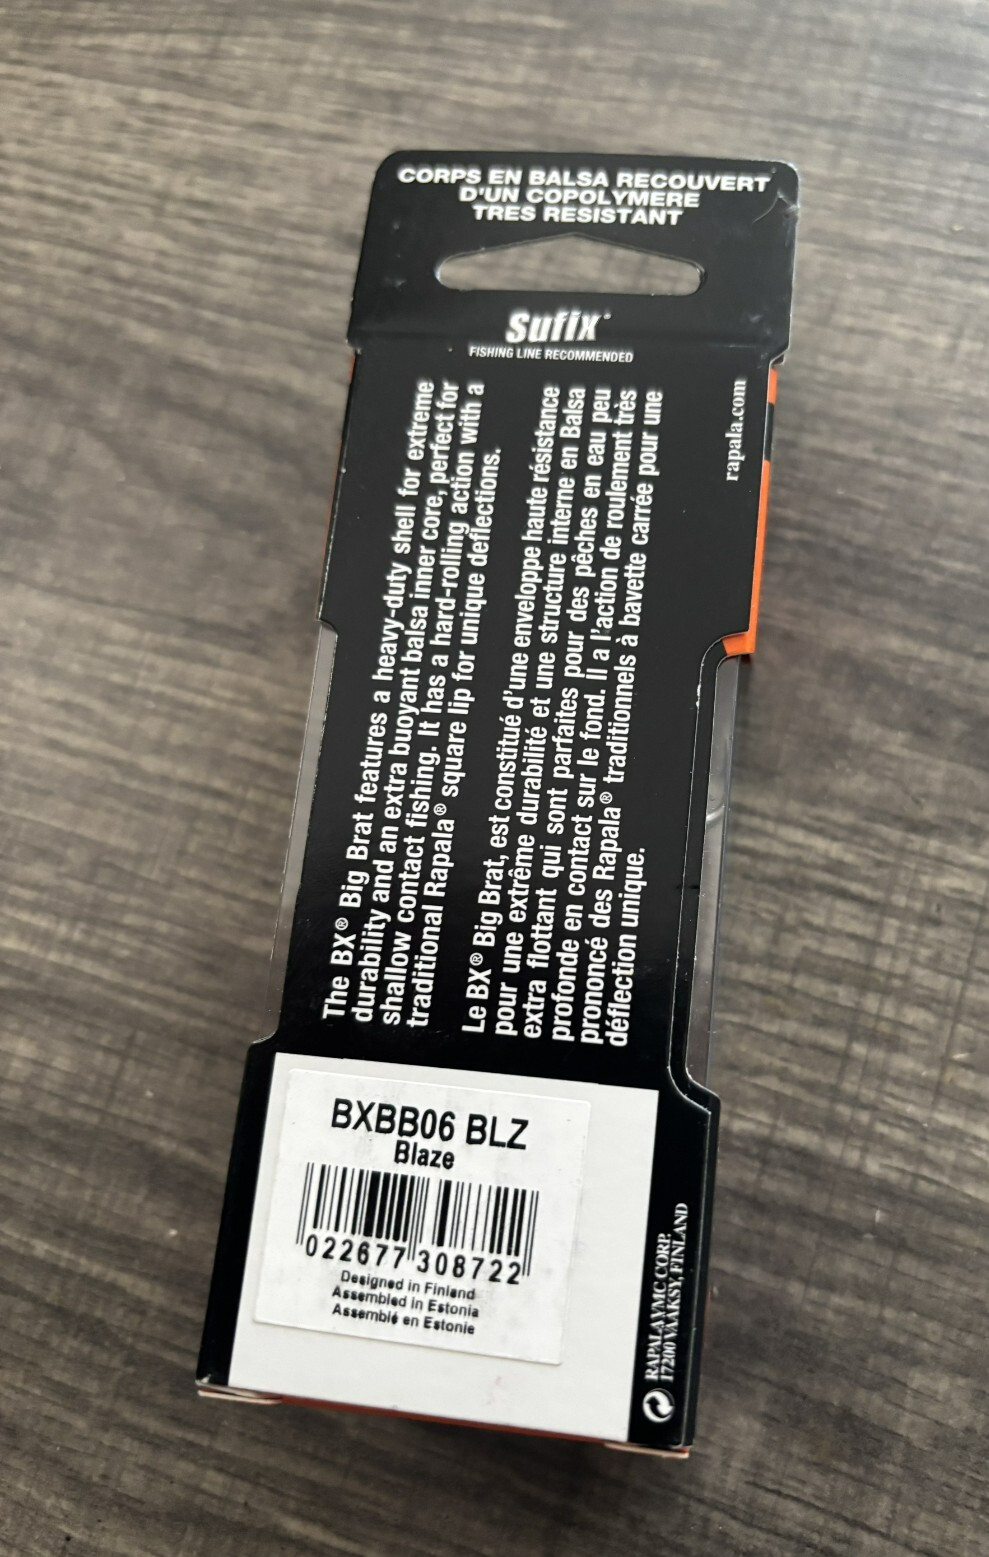 CORPS EN BALSA RECOUVERT
D'UN COPOLYMERE
TRES RESISTANT
Sufix
FISHING LINE RECOMMENDED
The BX® Big Brat features a heavy-duty shell for extreme
durability and an extra buoyant balsa inner core, perfect for
shallow contact fishing. It has a hard-rolling action with a
traditional Rapala® square lip for unique deflections.
Le BX® Big Brat, est constitué d'une enveloppe haute résistance
pour une extrême durabilité et une structure interne en Balsa
extra flottant qui sont parfaites pour des pêches en eau peu
profonde en contact sur le fond. Il a l'action de roulement très
prononcé des Rapala® traditionnels à bavette carrée pour une
déflection unique.
rapala.com
BXBB06 BLZ
Blaze
022677 308722
Designed in Finland
Assembled in Estonia
Assemblé en Estonie
RAPALA VMC CORP.
17200 VÄÄKSY, FINLAND